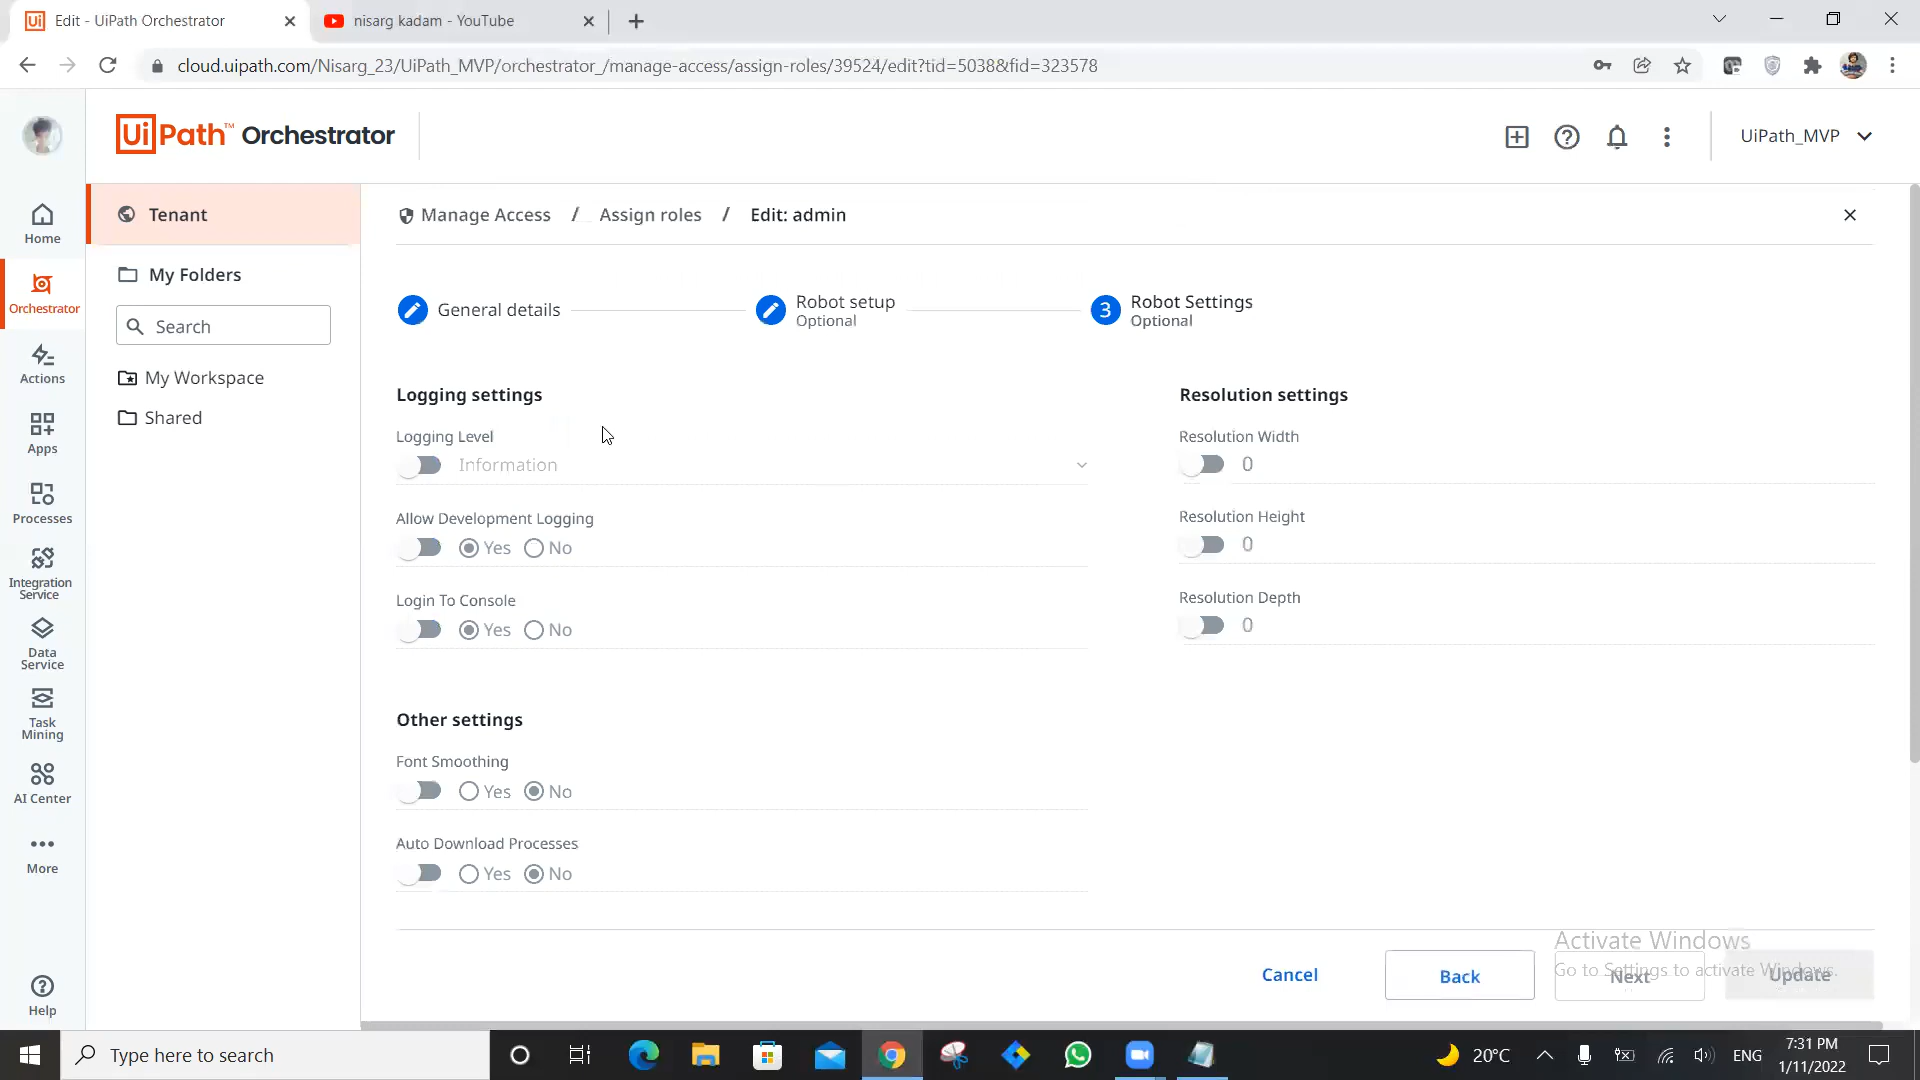 Edit - UiPath Orchestrator
nisarg kadam - YouTube
cloud.uipath.com/Nisarg_23/UiPath_MVP/orchestrator_/manage-access/assign-roles/39524/edit?tid=5038&fid=323578
UiPath™ Orchestrator
UiPath_MVP
Home
Orchestrator
Actions
Apps
Processes
Integration
Service
Data
Service
Task
Mining
AI Center
More
Help
Tenant
My Folders
Search
My Workspace
Shared
Manage Access / Assign roles / Edit: admin
General details
Robot setup
Optional
3
Robot Settings
Optional
Logging settings
Logging Level
Information
Allow Development Logging
Yes No
Login To Console
Yes No
Other settings
Font Smoothing
Yes No
Auto Download Processes
Yes No
Resolution settings
Resolution Width
0
Resolution Height
0
Resolution Depth
0
Activate Windows
Go to Settings to activate Windows.
Cancel
Back
Next
Update
Type here to search
20°C
ENG
7:31 PM
1/11/2022